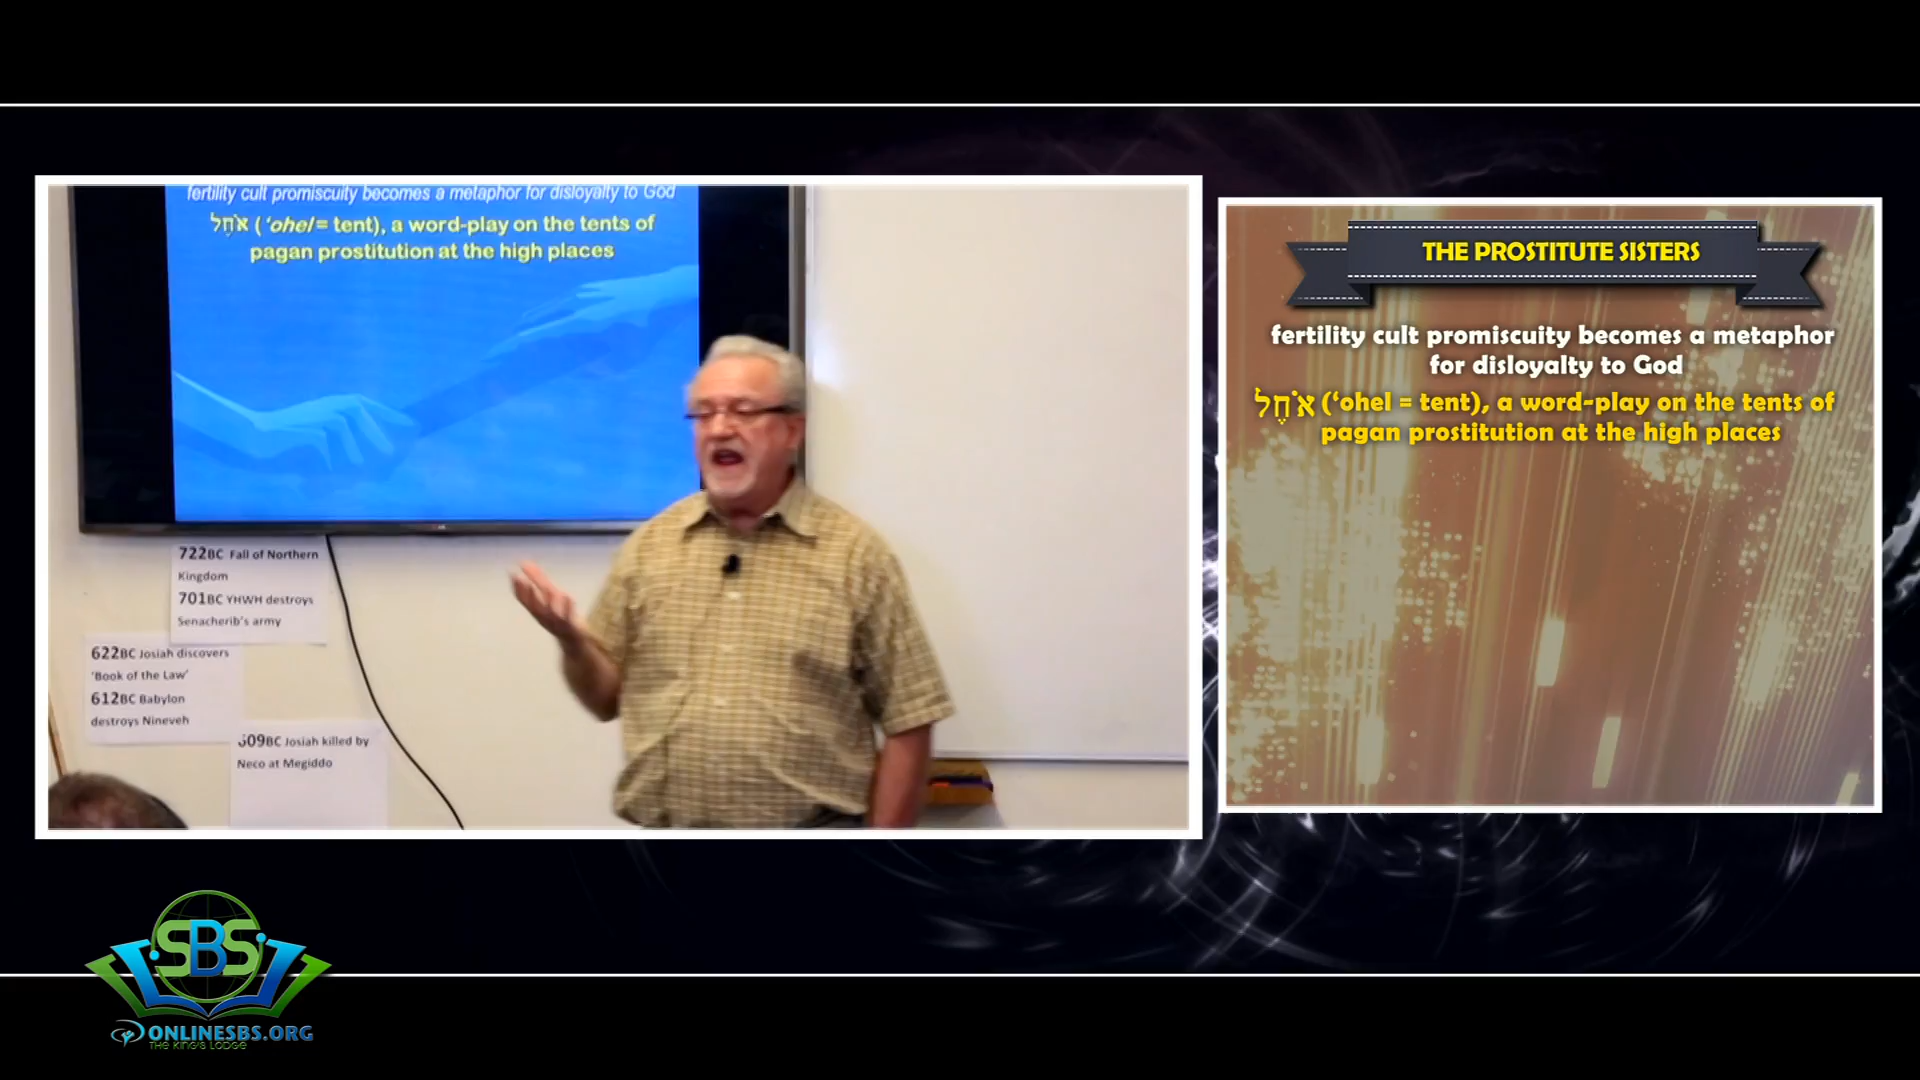 fertility cult promiscuity becomes a metaphor for disloyalty to God
אֹחֶל ( ‘ohel = tent), a word-play on the tents of
pagan prostitution at the high places
722BC Fall of Northern
Kingdom
701BC YHWH destroys
Senacherib's army
622BC Josiah discovers
'Book of the Law'
612BC Babylon
destroys Nineveh
609BC Josiah killed by
Neco at Megiddo
THE PROSTITUTE SISTERS
fertility cult promiscuity becomes a metaphor
for disloyalty to God
אֹחֶל (‘ohel = tent), a word-play on the tents of
pagan prostitution at the high places
SBS
ONLINESBS.ORG
THE KING'S LODGE